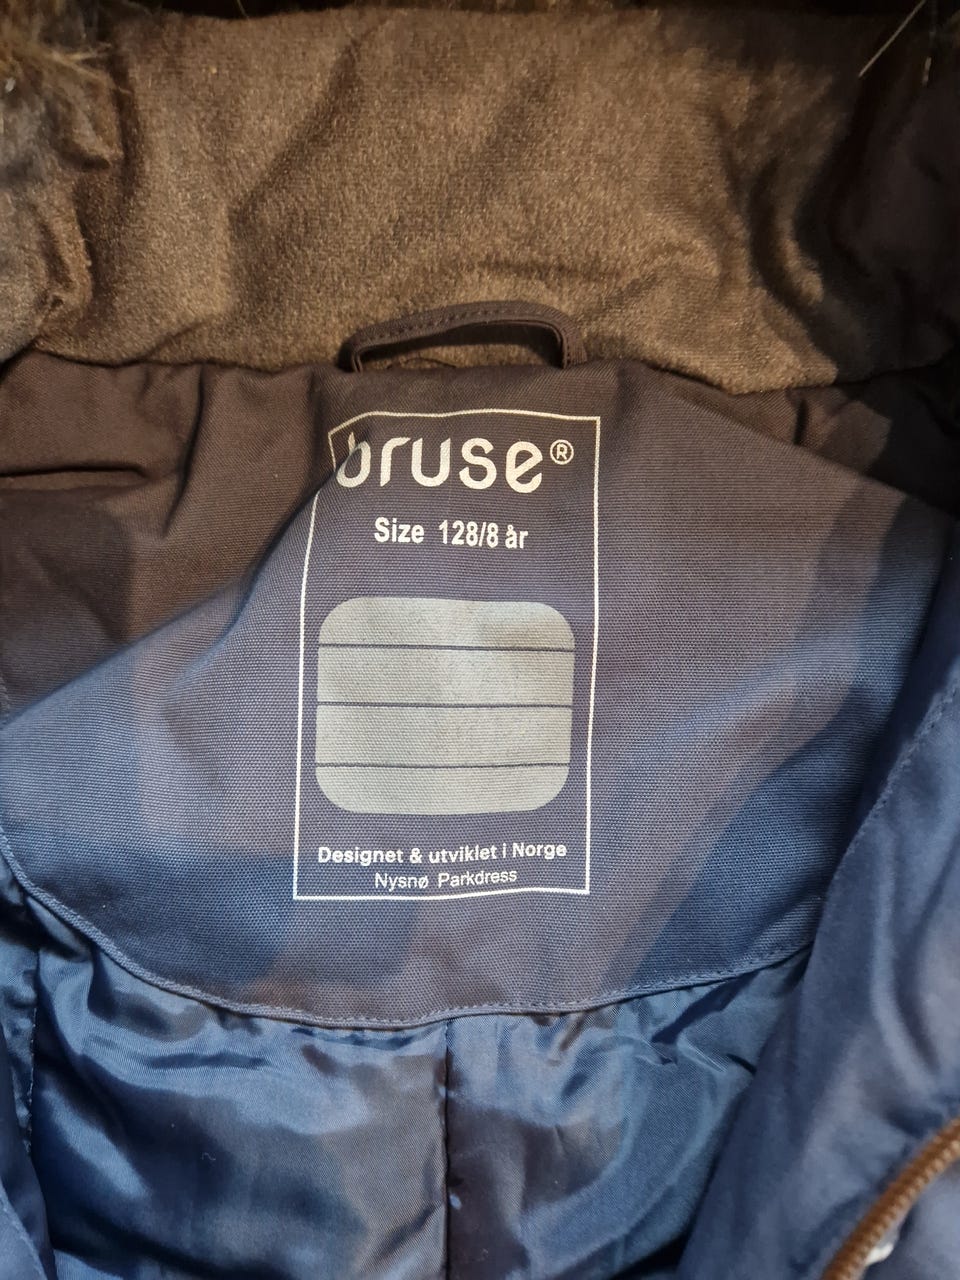 bruse®
Size 128/8 år
Designet & utviklet i Norge
Nysnø Parkdress